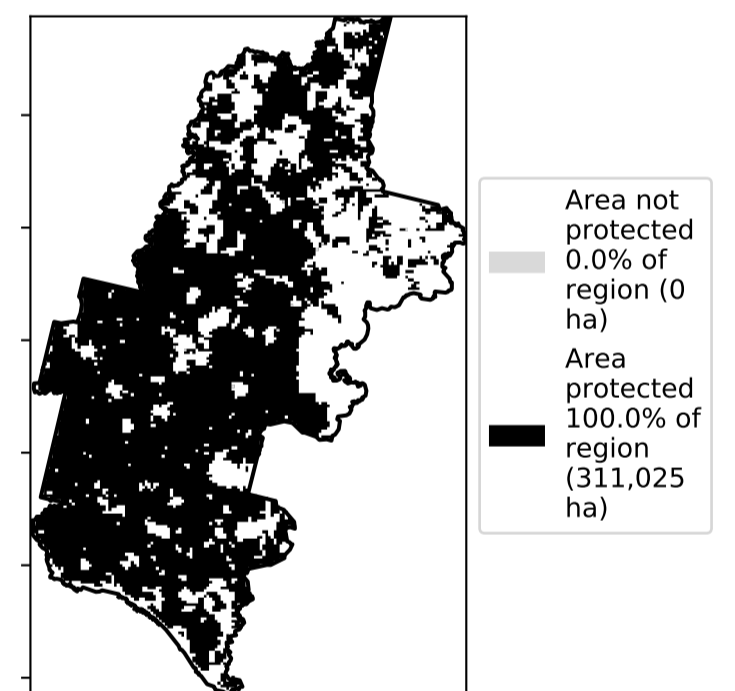 Area not
protected
0.0% of
region (0
ha)
Area
protected
100.0% of
region
(311,025
ha)